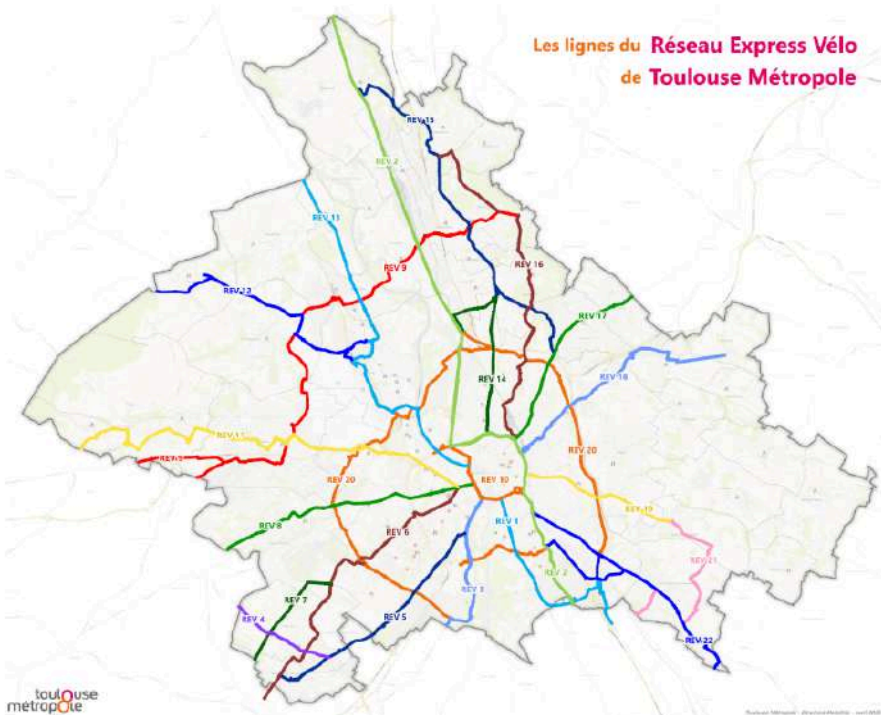 Les lignes du Réseau Express Vélo
de Toulouse Métropole
REV 15
REV 2
REV 11
REV 9
REV 16
REV 12
REV 17
REV 14
REV 18
REV 20
REV 20
REV 10
REV 19
REV 1
REV 8
REV 6
REV 21
REV 2
REV 3
REV 7
REV 4
REV 5
REV 22
toulouse
métropole